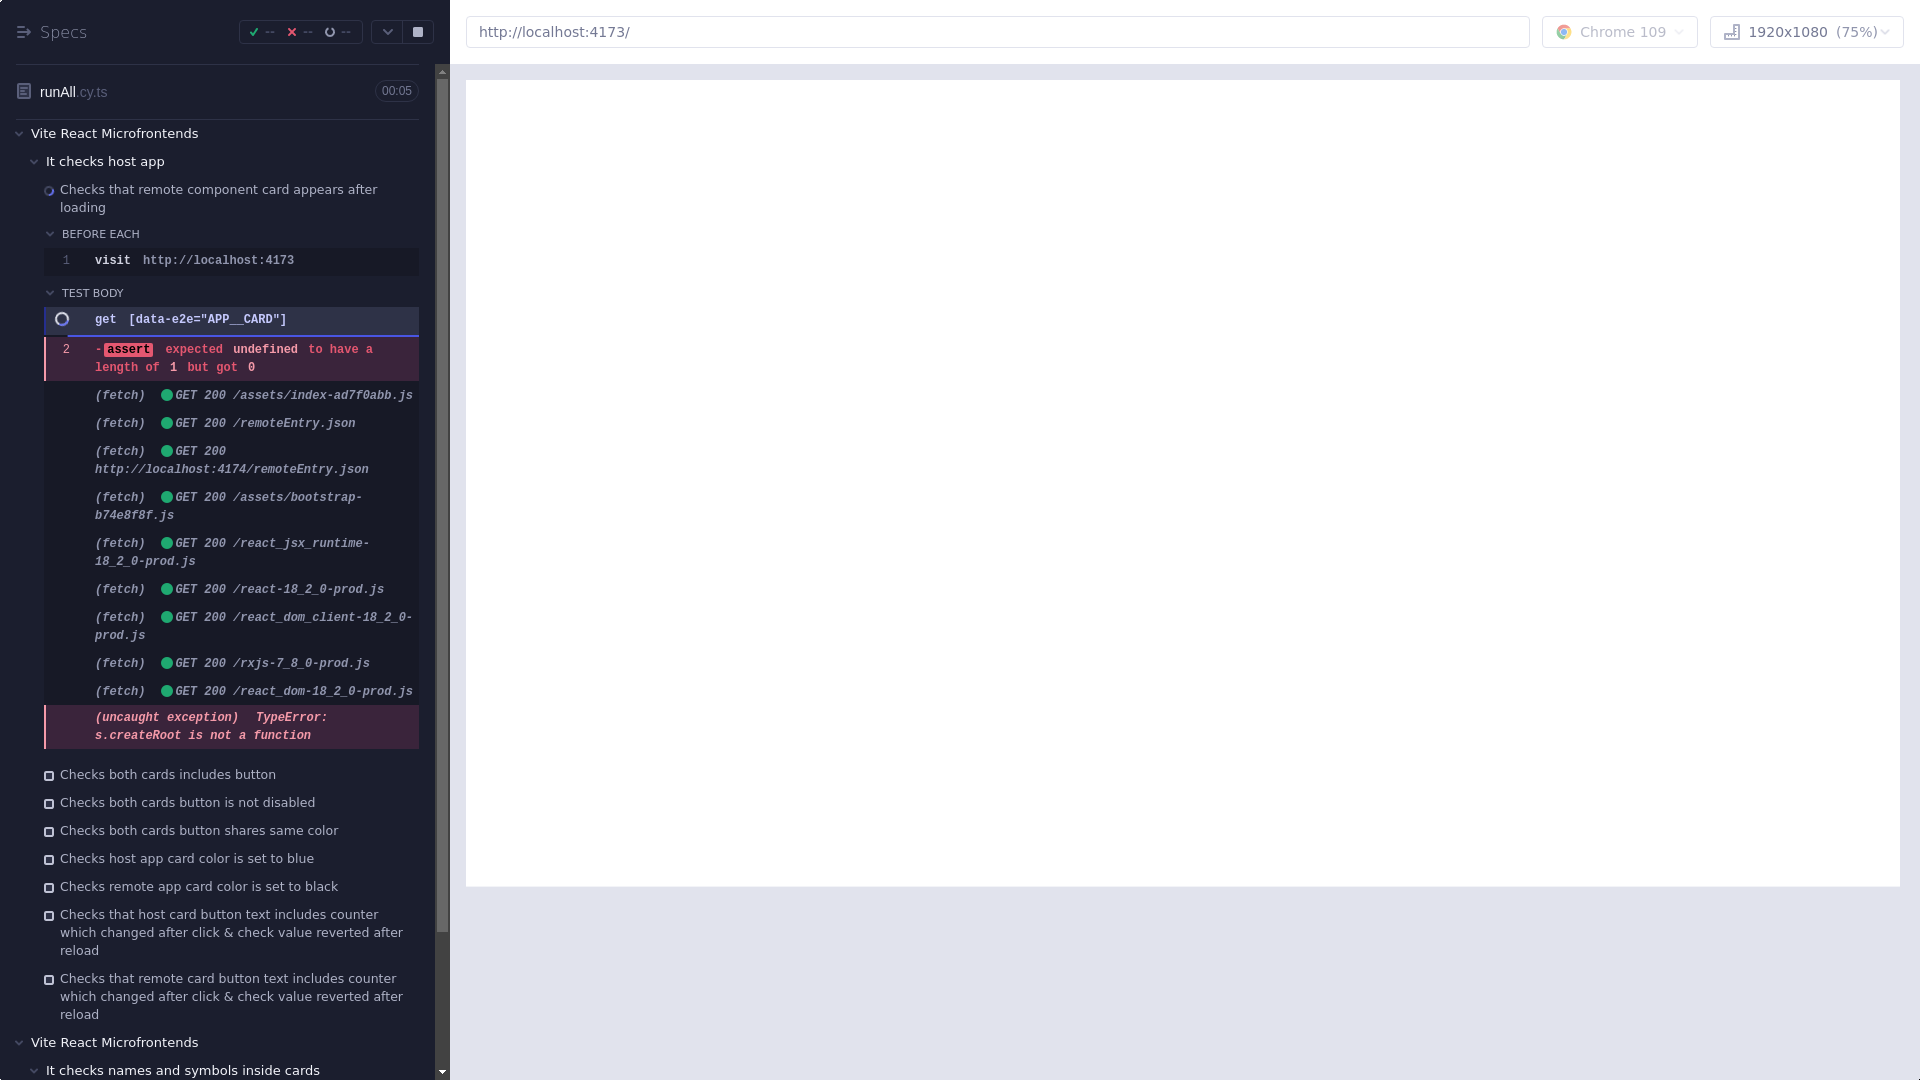 Specs
-- -- --
http://localhost:4173/
Chrome 109
1920x1080 (75%)
runAll.cy.ts
00:05
Vite React Microfrontends
It checks host app
Checks that remote component card appears after
loading
BEFORE EACH
1 visit http://localhost:4173
TEST BODY
get [data-e2e="APP__CARD"]
2 -assert expected undefined to have a
length of 1 but got 0
(fetch) GET 200 /assets/index-ad7f0abb.js
(fetch) GET 200 /remoteEntry.json
(fetch) GET 200
http://localhost:4174/remoteEntry.json
(fetch) GET 200 /assets/bootstrap-
b74e8f8f.js
(fetch) GET 200 /react_jsx_runtime-
18_2_0-prod.js
(fetch) GET 200 /react-18_2_0-prod.js
(fetch) GET 200 /react_dom_client-18_2_0-
prod.js
(fetch) GET 200 /rxjs-7_8_0-prod.js
(fetch) GET 200 /react_dom-18_2_0-prod.js
(uncaught exception) TypeError:
s.createRoot is not a function
Checks both cards includes button
Checks both cards button is not disabled
Checks both cards button shares same color
Checks host app card color is set to blue
Checks remote app card color is set to black
Checks that host card button text includes counter
which changed after click & check value reverted after
reload
Checks that remote card button text includes counter
which changed after click & check value reverted after
reload
Vite React Microfrontends
It checks names and symbols inside cards